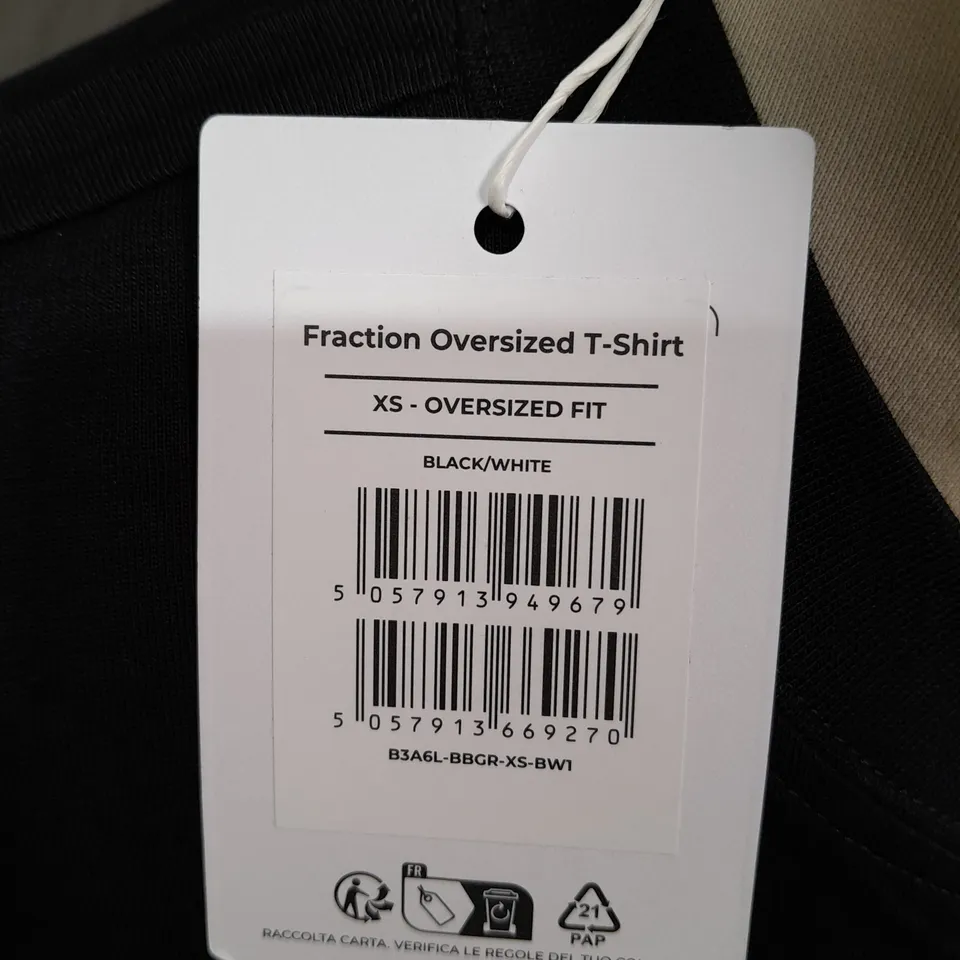 Fraction Oversized T-Shirt
XS - OVERSIZED FIT
BLACK/WHITE
5 057913 949679
5 057913 669270
B3A6L-BBGR-XS-BW1
FR
21
PAP
RACCOLTA CARTA. VERIFICA LE REGOLE DEL TUO